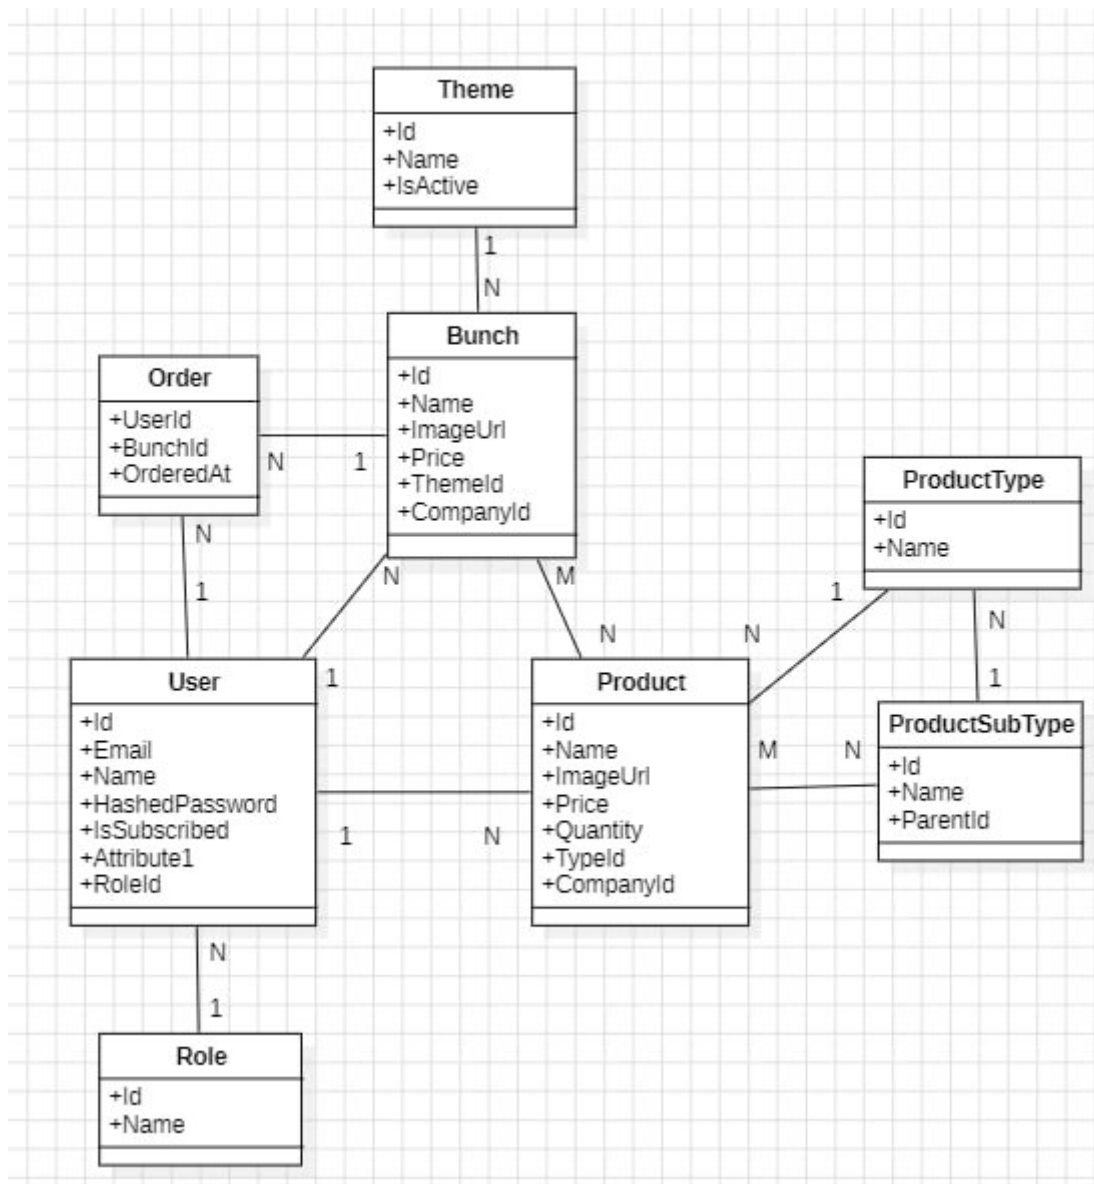 Theme
+Id
+Name
+IsActive
1
N
Bunch
+Id
+Name
+ImageUrl
+Price
+ThemeId
+CompanyId
Order
+UserId
+BunchId
+OrderedAt
N
1
N
1
N
1
M
N
ProductType
+Id
+Name
1
N
N
1
User
+Id
+Email
+Name
+HashedPassword
+IsSubscribed
+Attribute1
+RoleId
Product
+Id
+Name
+ImageUrl
+Price
+Quantity
+TypeId
+CompanyId
ProductSubType
+Id
+Name
+ParentId
M
N
1
N
N
1
Role
+Id
+Name